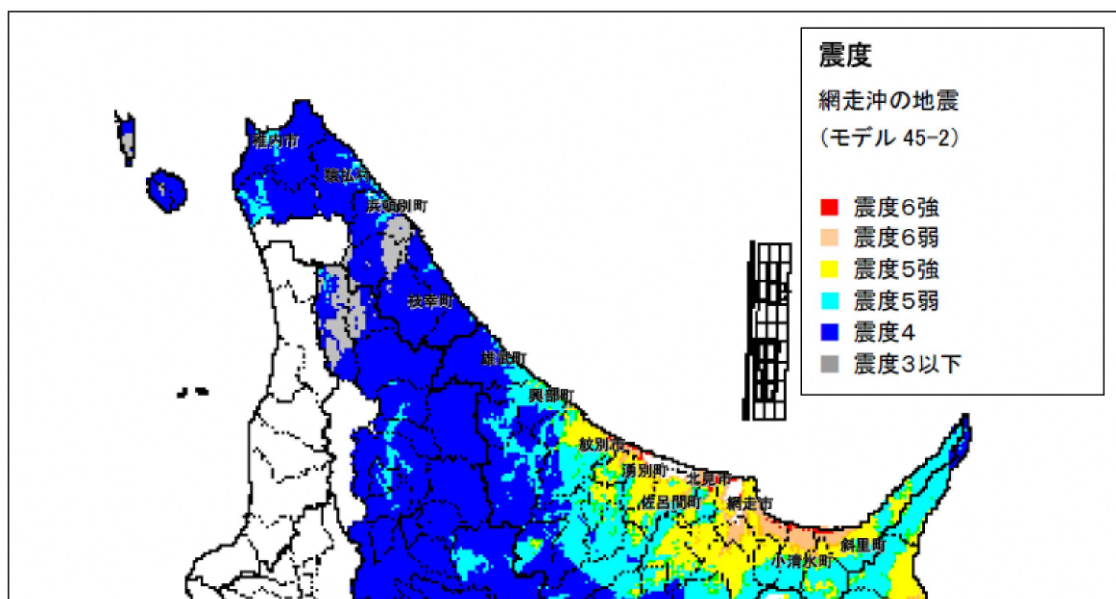 震度
網走沖の地震
(モデル 45-2)
震度6強
震度6弱
震度5強
震度5弱
震度4
震度3以下
稚内市
猿払村
浜頓別町
枝幸町
雄武町
興部町
紋別市
湧別町
北見市
佐呂間町
網走市
斜里町
小清水町